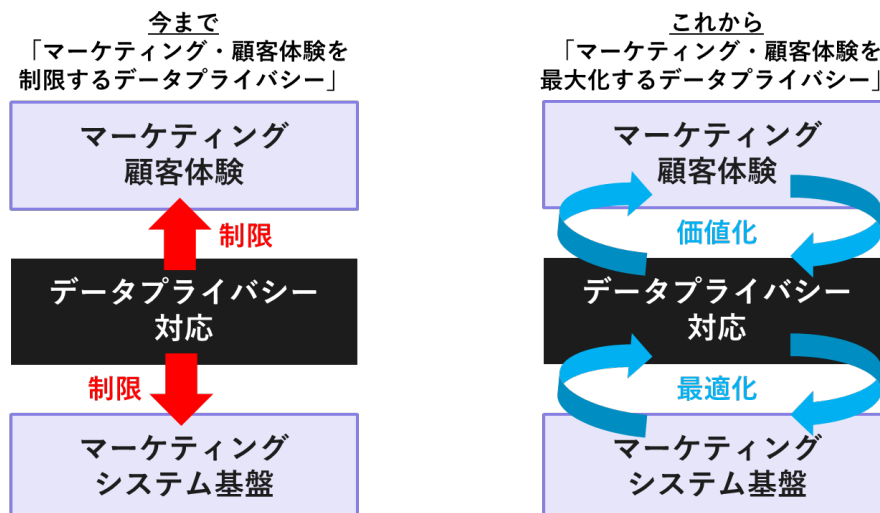 今まで
「マーケティング・顧客体験を
制限するデータプライバシー」
マーケティング
顧客体験
制限
データプライバシー
対応
制限
マーケティング
システム基盤
これから
「マーケティング・顧客体験を
最大化するデータプライバシー」
マーケティング
顧客体験
価値化
データプライバシー
対応
最適化
マーケティング
システム基盤